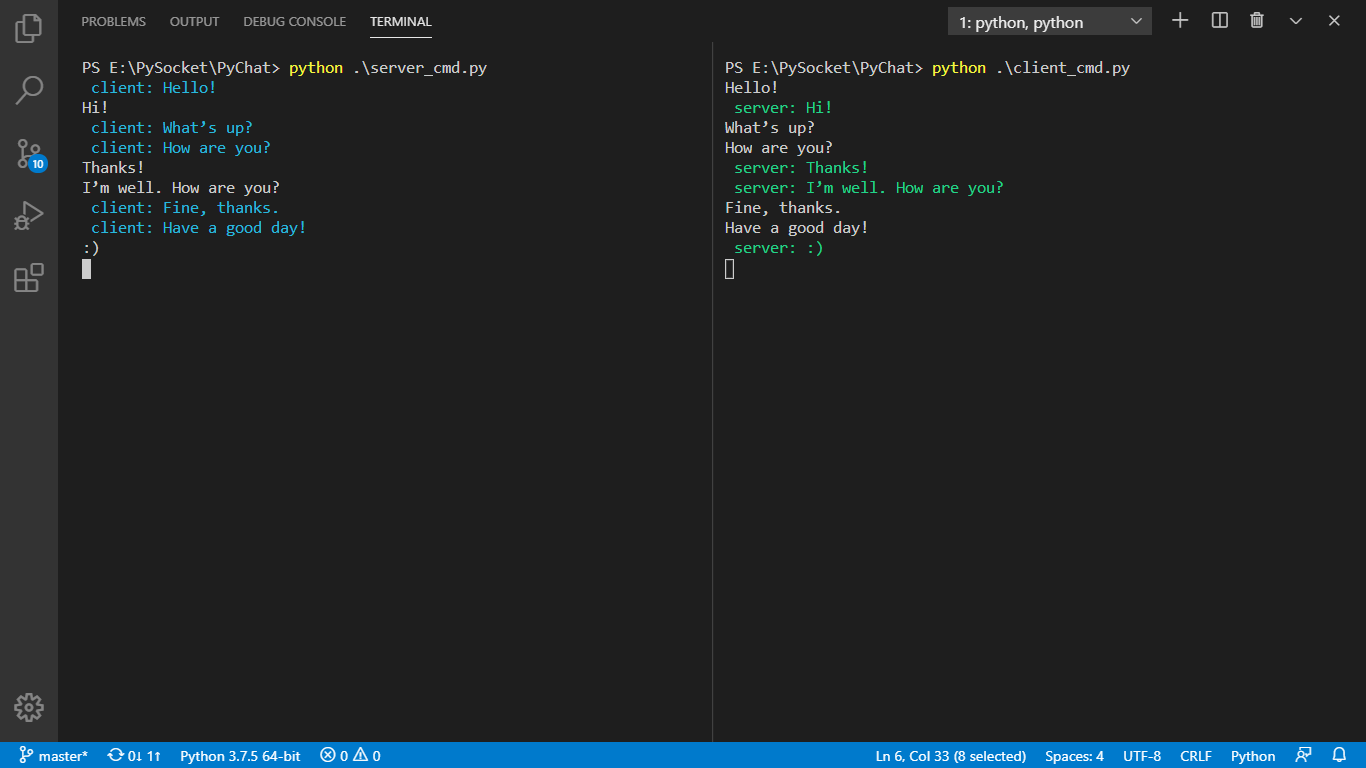 PROBLEMS OUTPUT DEBUG CONSOLE TERMINAL 1: python, python
PS E:\PySocket\PyChat> python .\server_cmd.py
client: Hello!
Hi!
client: What’s up?
client: How are you?
Thanks!
I’m well. How are you?
client: Fine, thanks.
client: Have a good day!
:)
PS E:\PySocket\PyChat> python .\client_cmd.py
Hello!
server: Hi!
What’s up?
How are you?
server: Thanks!
server: I’m well. How are you?
Fine, thanks.
Have a good day!
server: :)
10
master* 0↓ 1↑ Python 3.7.5 64-bit 0 0 Ln 6, Col 33 (8 selected) Spaces: 4 UTF-8 CRLF Python